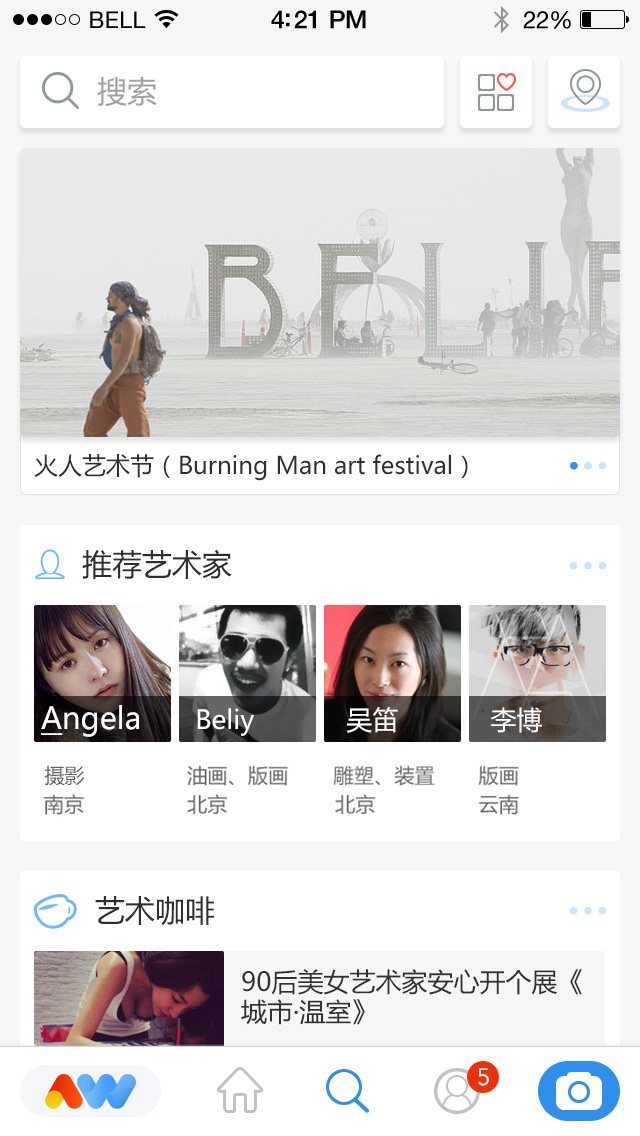 BELL 4:21 PM 22%
搜索
BELIE
火人艺术节 ( Burning Man art festival )
推荐艺术家
Angela Beliy 吴笛 李博
摄影 油画、版画 雕塑、装置 版画
南京 北京 北京 云南
艺术咖啡
90后美女艺术家安心开个展《
城市·温室》
AW 5